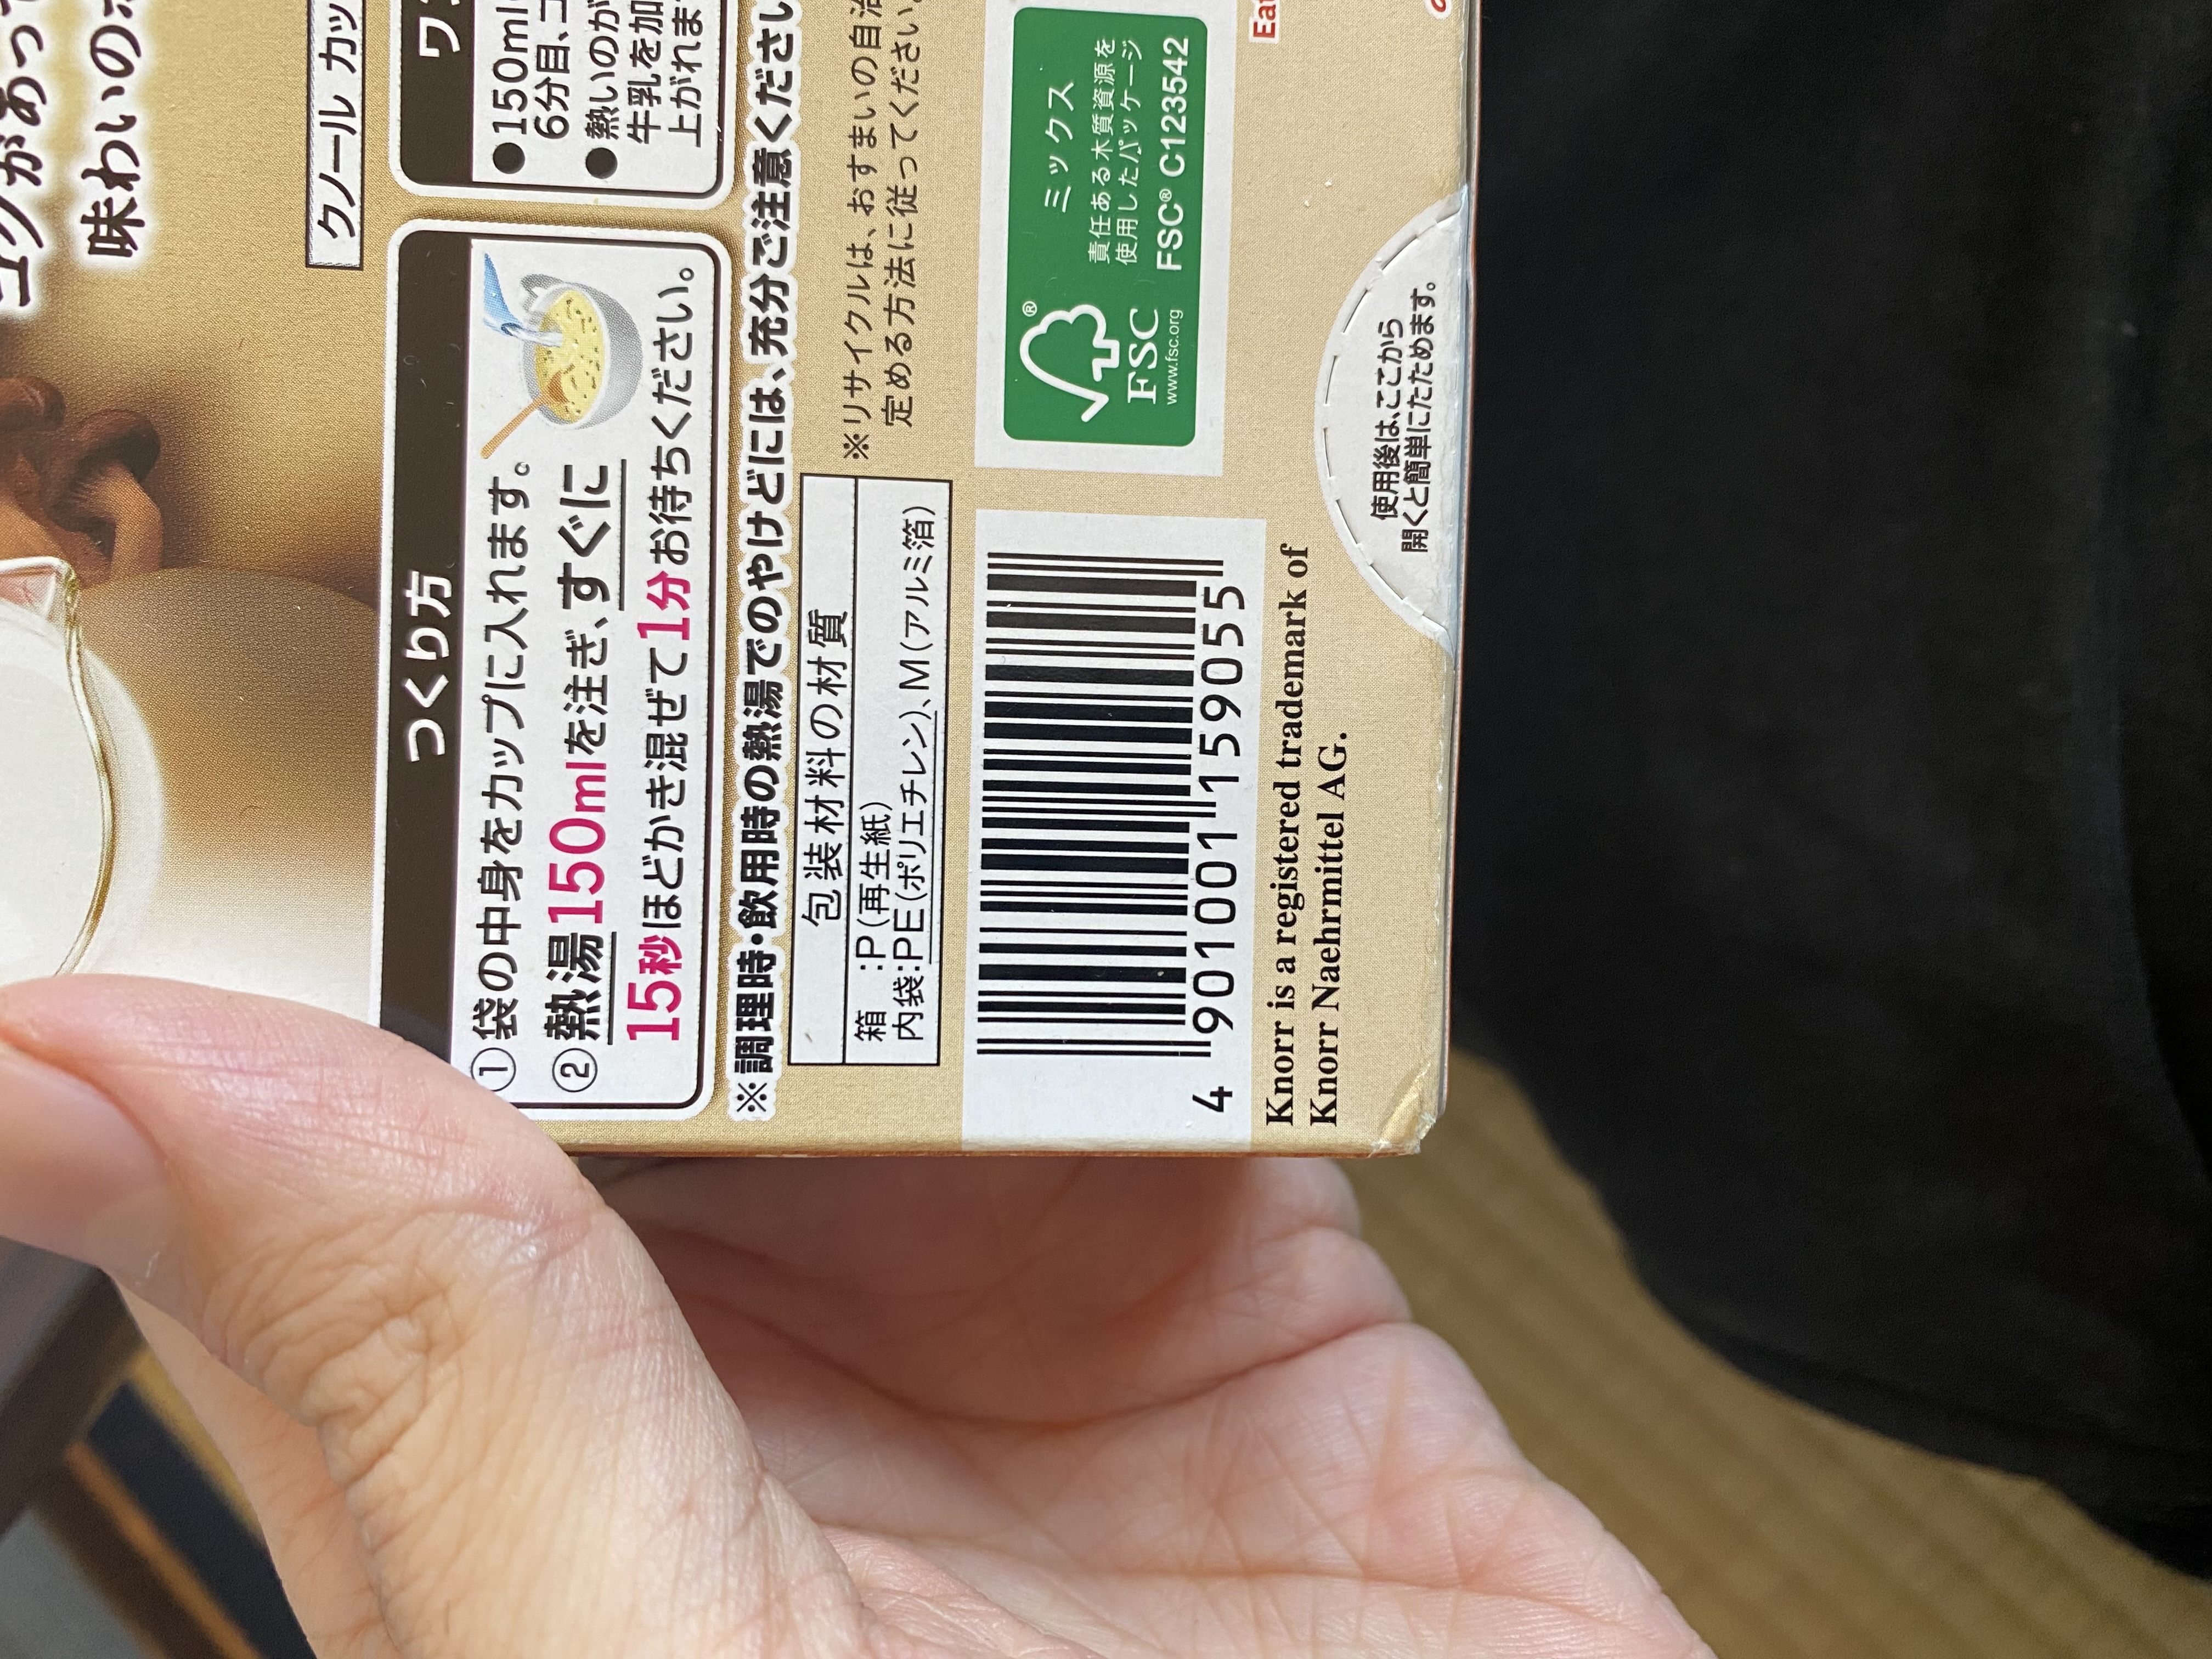 コクがあって
味わいの
クノール カッ
つくり方
①袋の中身をカップに入れます。
②熱湯150mlを注ぎ、すぐに
15秒ほどかき混ぜて1分お待ちください。
ワ
●150ml
6分目、コ
●熱いのが
牛乳を加
上がれま
※調理時・飲用時の熱湯でのやけどには、充分ご注意ください
包装材料の材質
箱 :P(再生紙)
内袋:PE(ポリエチレン)、M(アルミ箔)
※リサイクルは、おすまいの自治
定める方法に従ってください。
4 901001 159055
®
FSC
www.fsc.org
ミックス
責任ある木質資源を
使用したパッケージ
FSC® C123542
Knorr is a registered trademark of
Knorr Naehrmittel AG.
Eat
使用後は、ここから
開くと簡単にたためます。